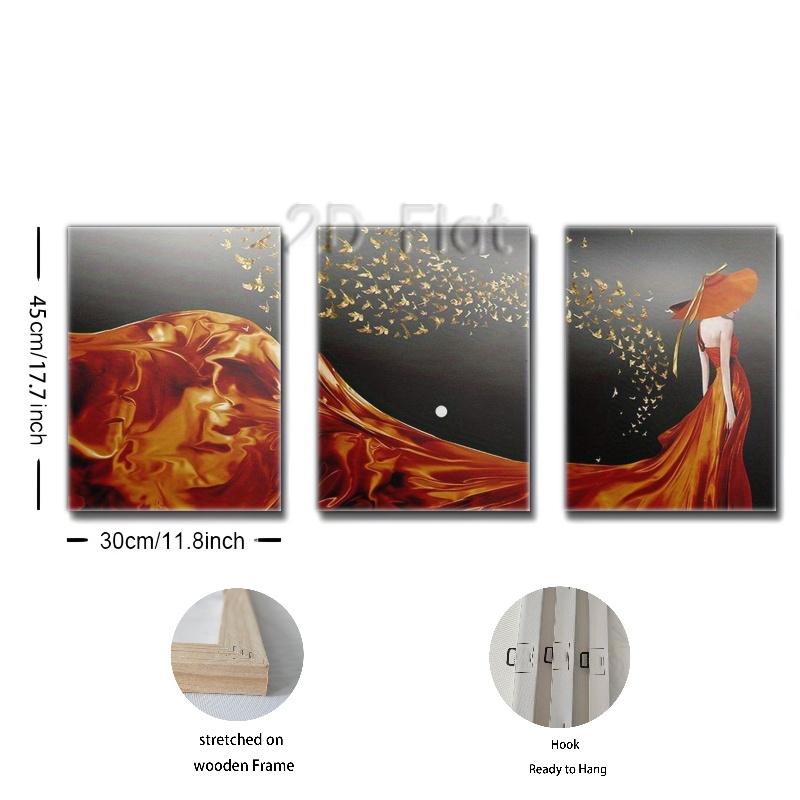 2D Flat
45cm/17.7inch
30cm/11.8inch
stretched on
wooden Frame
Hook
Ready to Hang